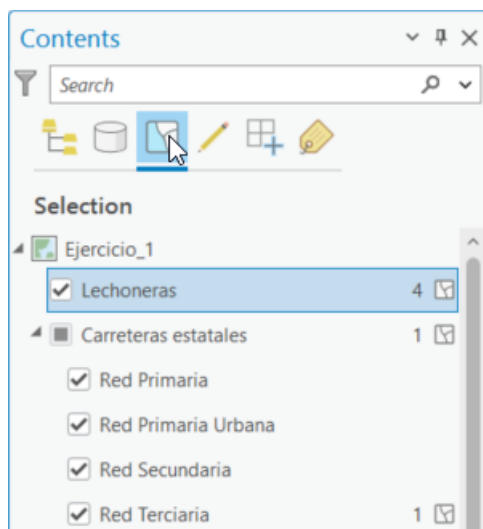 Contents
Search
Selection
Ejercicio_1
Lechoneras 4
Carreteras estatales 1
Red Primaria
Red Primaria Urbana
Red Secundaria
Red Terciaria 1